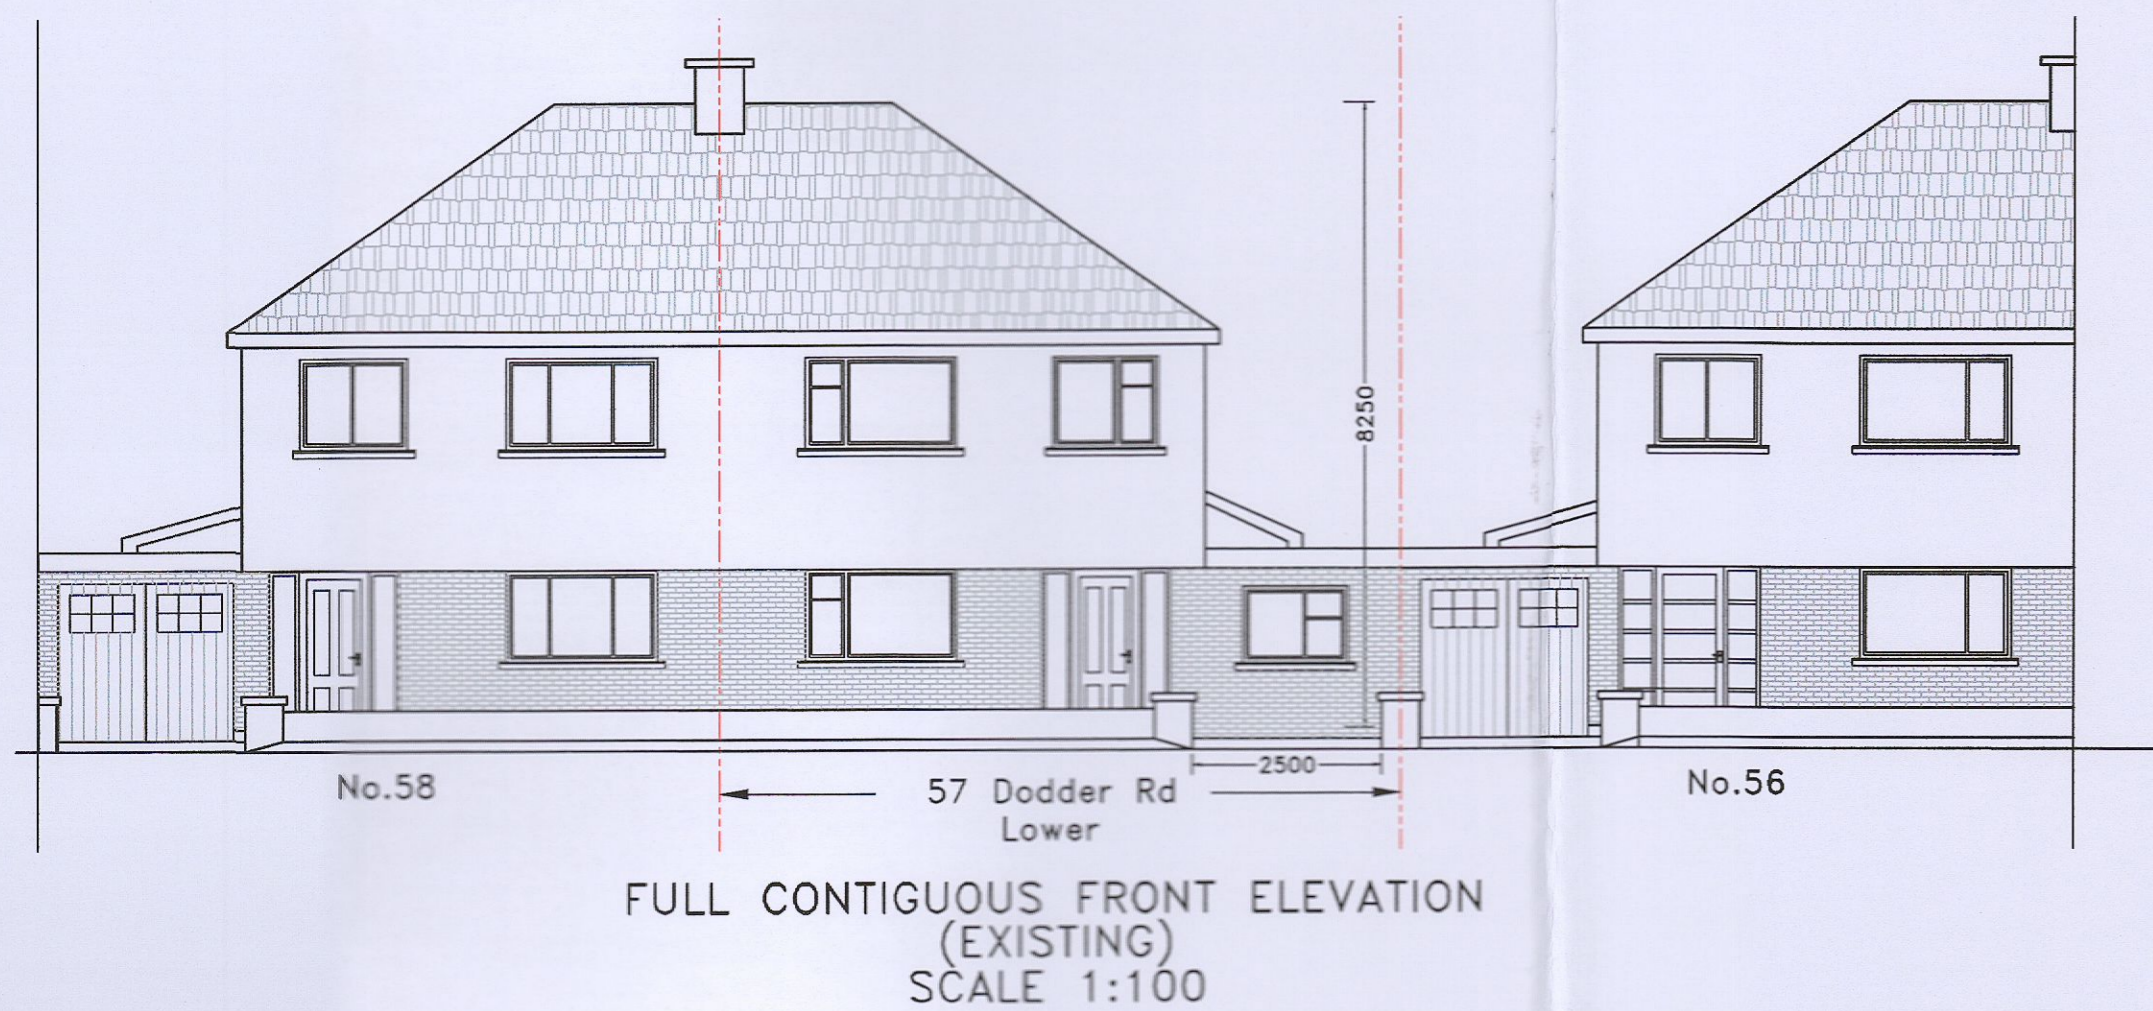 8250
2500
No.58
57 Dodder Rd
Lower
No.56
FULL CONTIGUOUS FRONT ELEVATION
(EXISTING)
SCALE 1:100